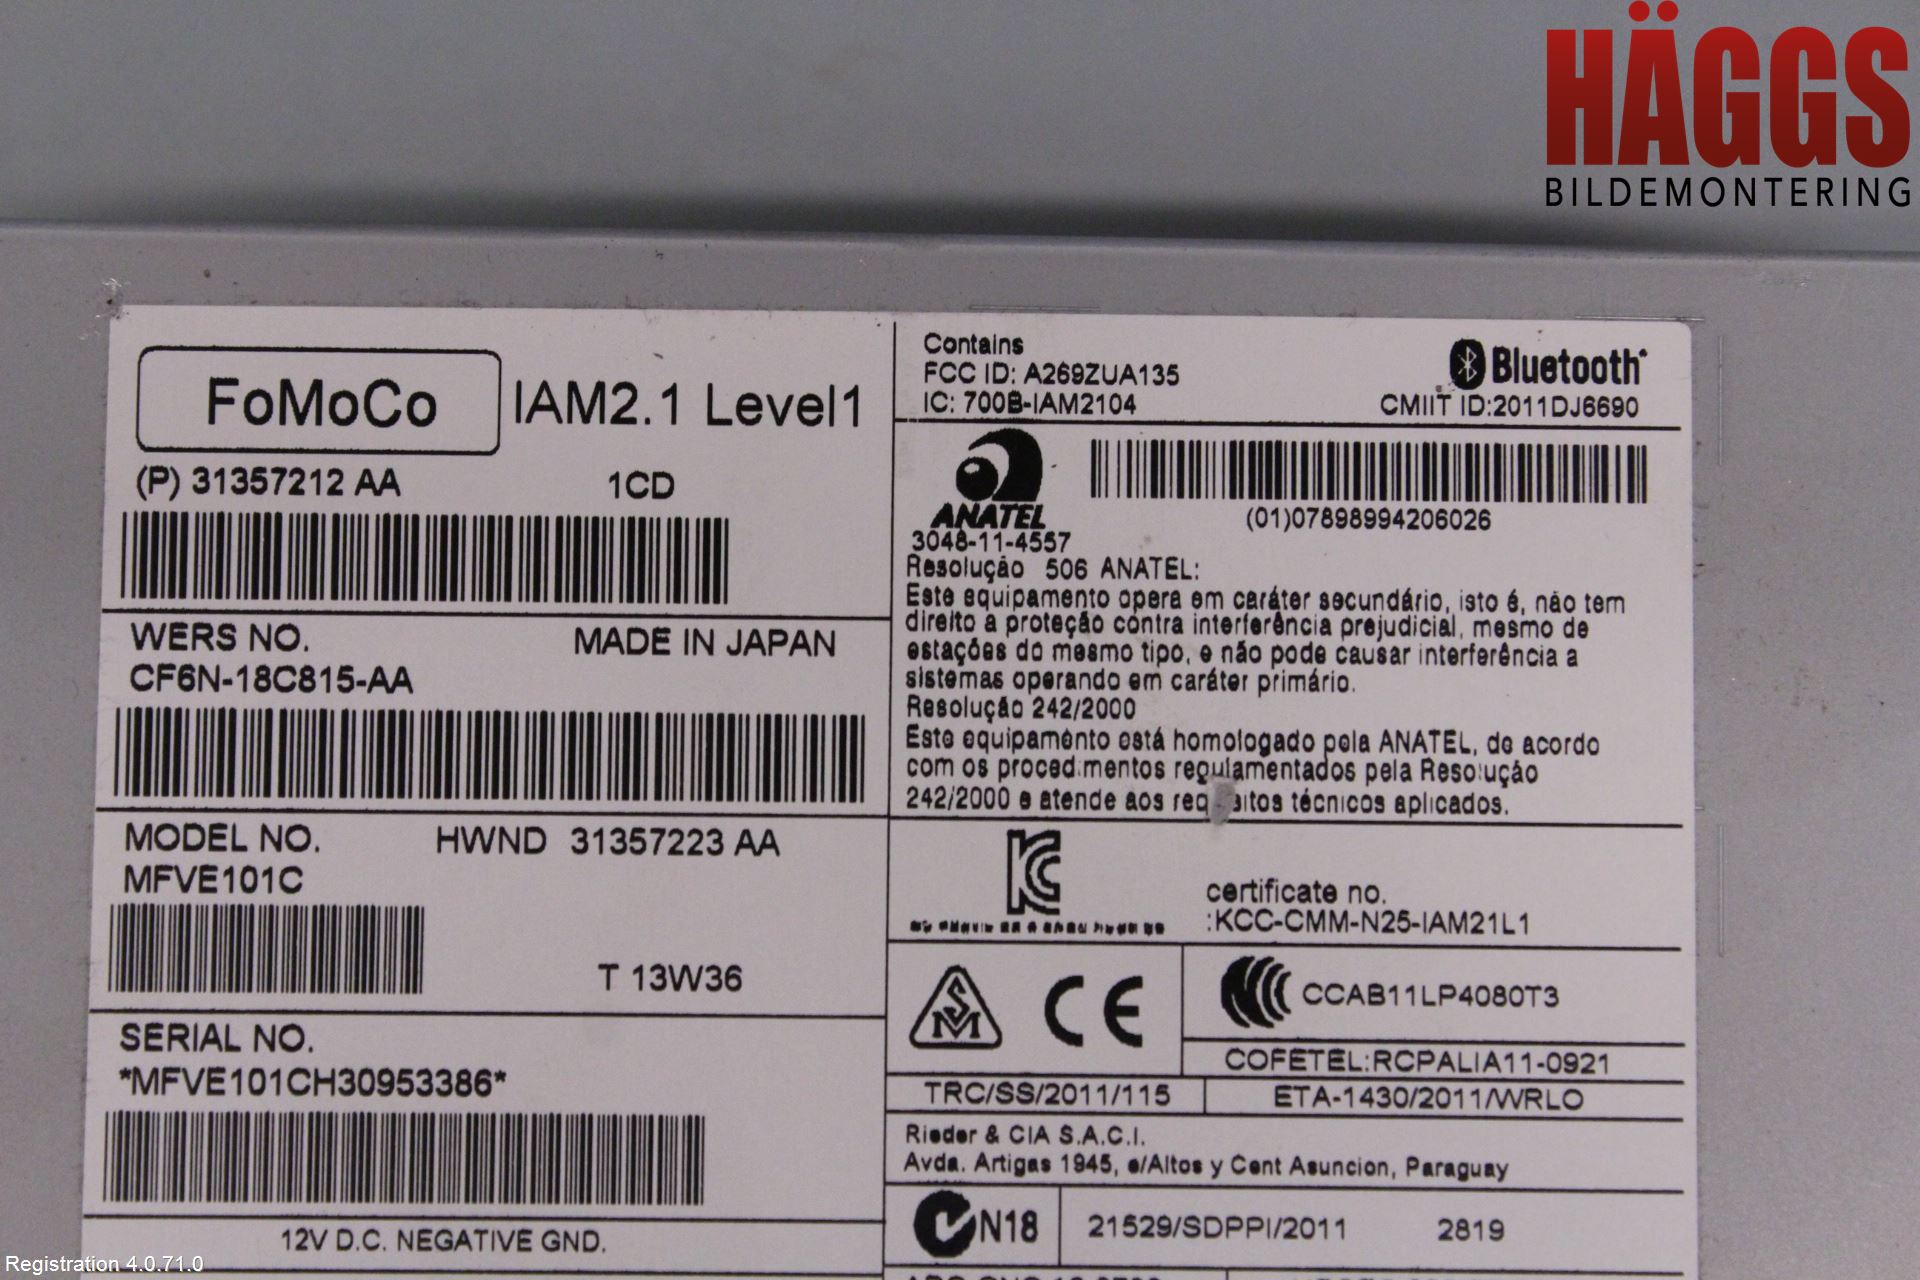 HÄGGS
BILDEMONTERING
FoMoCo IAM2.1 Level1
(P) 31357212 AA 1CD
WERS NO. MADE IN JAPAN
CF6N-18C815-AA
MODEL NO. HWND 31357223 AA
MFVE101C
T 13W36
SERIAL NO.
*MFVE101CH30953386*
12V D.C. NEGATIVE GND.
Contains
FCC ID: A269ZUA135
IC: 700B-IAM2104
Bluetooth
CMIIT ID:2011DJ6690
ANATEL
(01)07898994206026
3048-11-4557
Resolução 506 ANATEL:
Este equipamento opera em caráter secundário, isto é, não tem
direito a proteção contra interferência prejudicial, mesmo de
estações do mesmo tipo, e não pode causar interferência a
sistemas operando em caráter primário.
Resolução 242/2000
Este equipamento está homologado pela ANATEL, de acordo
com os procedimentos regulamentados pela Resolução
242/2000 e atende aos requisitos técnicos aplicados.
certificate no.
:KCC-CMM-N25-IAM21L1
SM CE
CCAB11LP4080T3
COFETEL:RCPALIA11-0921
TRC/SS/2011/115 ETA-1430/2011/WRLO
Rieder & CIA S.A.C.I.
Avda. Artigas 1945, e/Altos y Cent Asuncion, Paraguay
N18 21529/SDPPI/2011 2819
Registration 4.0.71.0